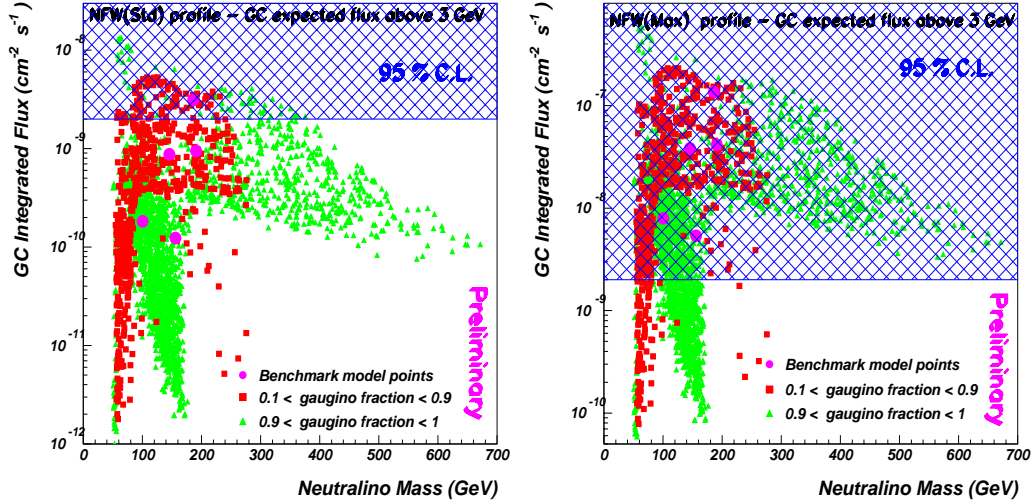 NFW(Std) profile – GC expected flux above 3 GeV
95 % C.L.
GC Integrated Flux (cm⁻² s⁻¹)
10⁻⁸
10⁻⁹
10⁻¹⁰
10⁻¹¹
10⁻¹²
Preliminary
Benchmark model points
0.1 < gaugino fraction < 0.9
0.9 < gaugino fraction < 1
0 100 200 300 400 500 600 700
Neutralino Mass (GeV)
NFW(Max) profile – GC expected flux above 3 GeV
95 % C.L.
GC Integrated Flux (cm⁻² s⁻¹)
10⁻⁷
10⁻⁸
10⁻⁹
10⁻¹⁰
Preliminary
Benchmark model points
0.1 < gaugino fraction < 0.9
0.9 < gaugino fraction < 1
0 100 200 300 400 500 600 700
Neutralino Mass (GeV)